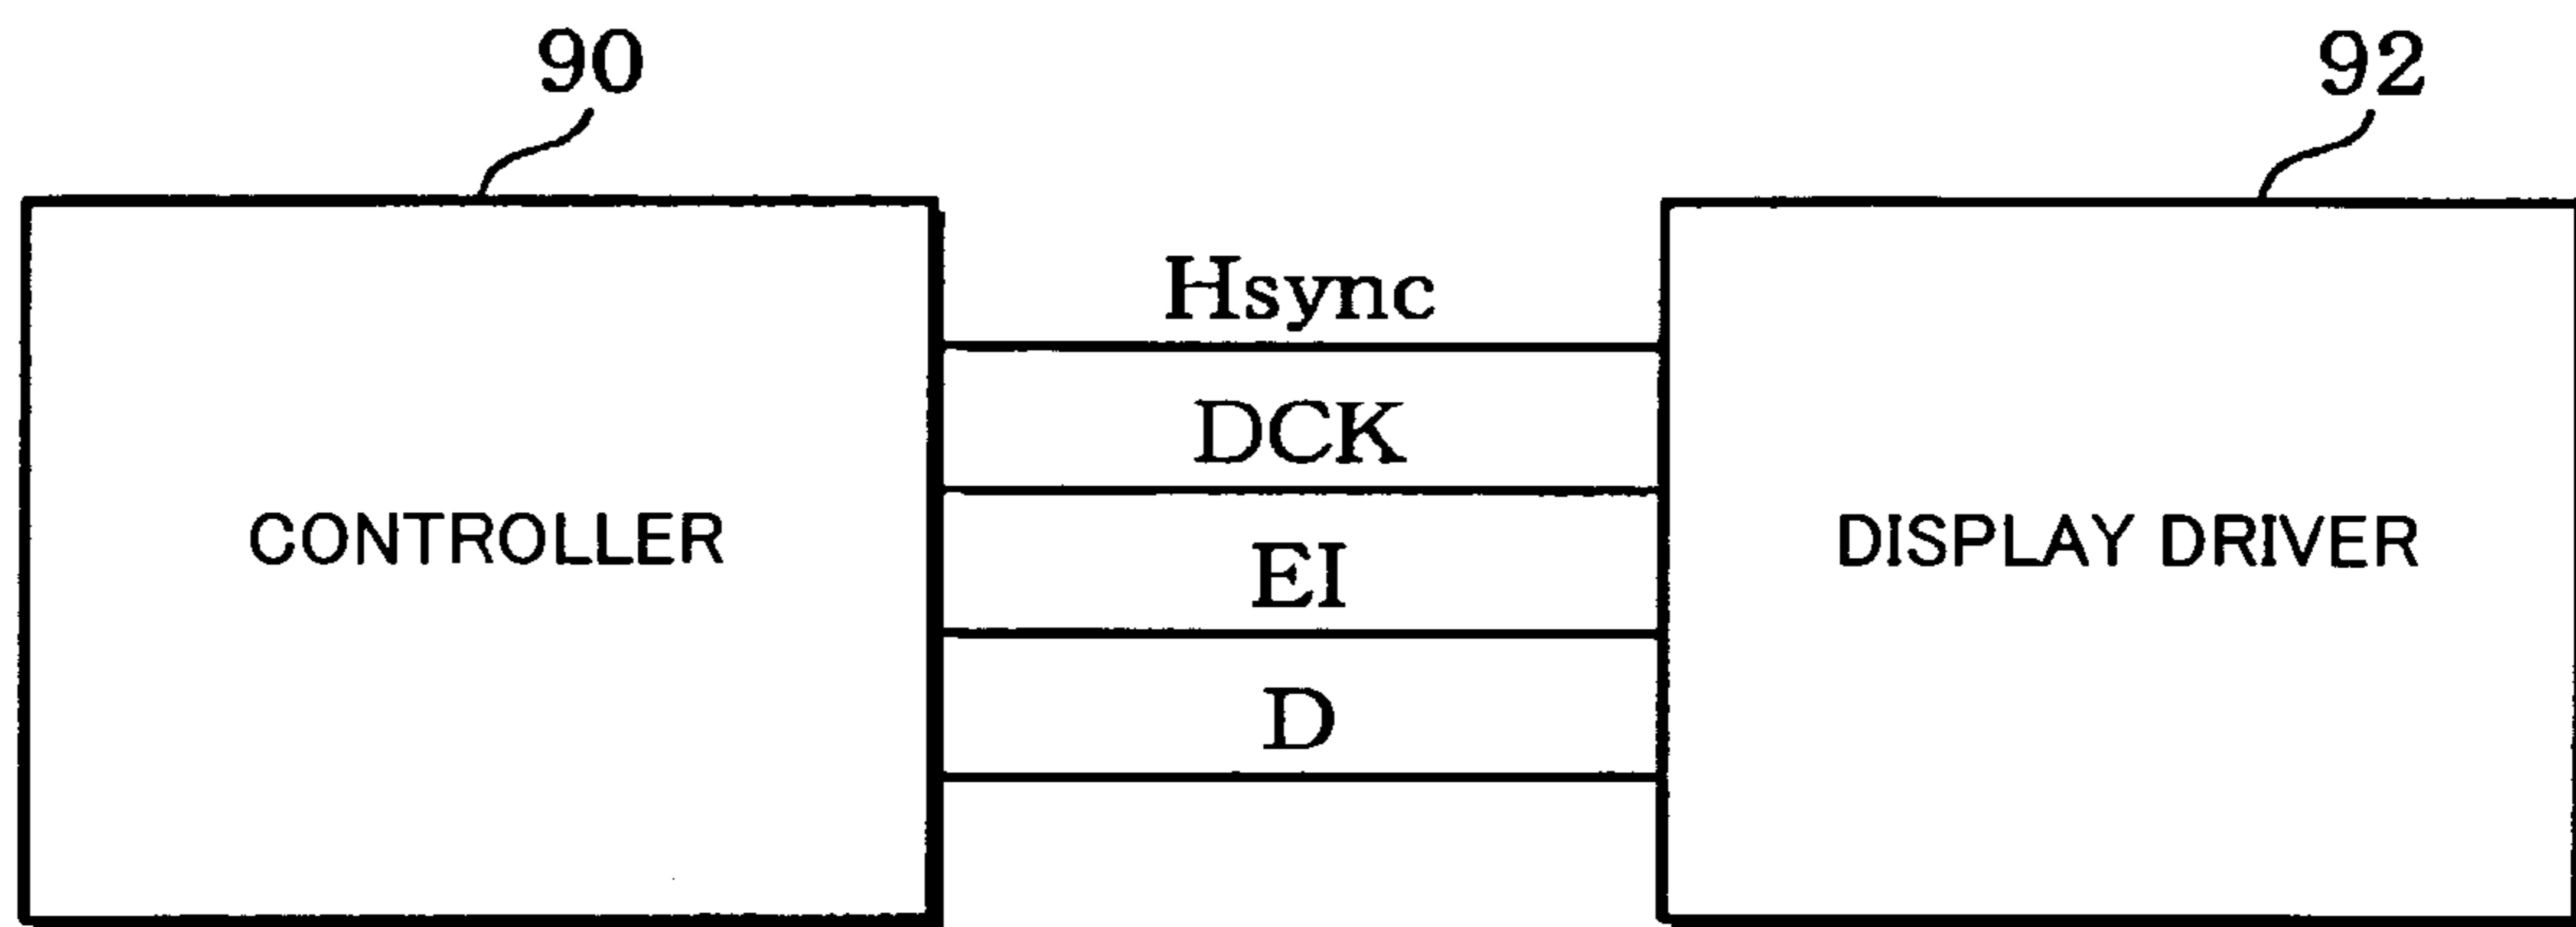 90
92
Hsync
DCK
EI
D
CONTROLLER
DISPLAY DRIVER